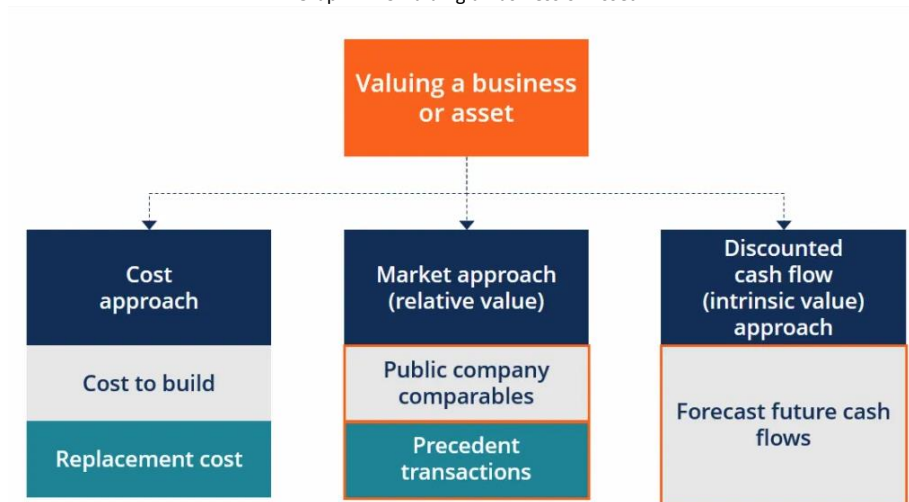 Valuing a business
or asset
Cost
approach
Cost to build
Replacement cost
Market approach
(relative value)
Public company
comparables
Precedent
transactions
Discounted
cash flow
(intrinsic value)
approach
Forecast future cash
flows